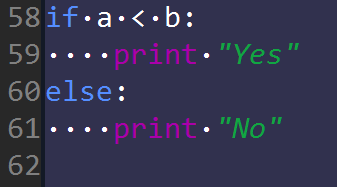 58 if a < b:
59     print "Yes"
60 else:
61     print "No"
62